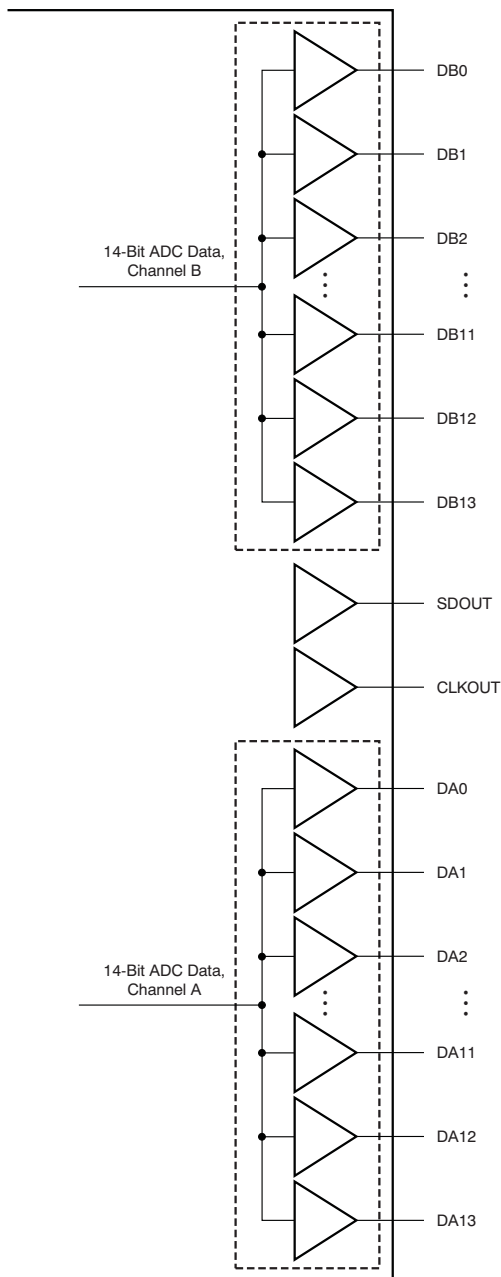 DB0
DB1
DB2
14-Bit ADC Data,
Channel B
DB11
DB12
DB13
SDOUT
CLKOUT
DA0
DA1
DA2
14-Bit ADC Data,
Channel A
DA11
DA12
DA13